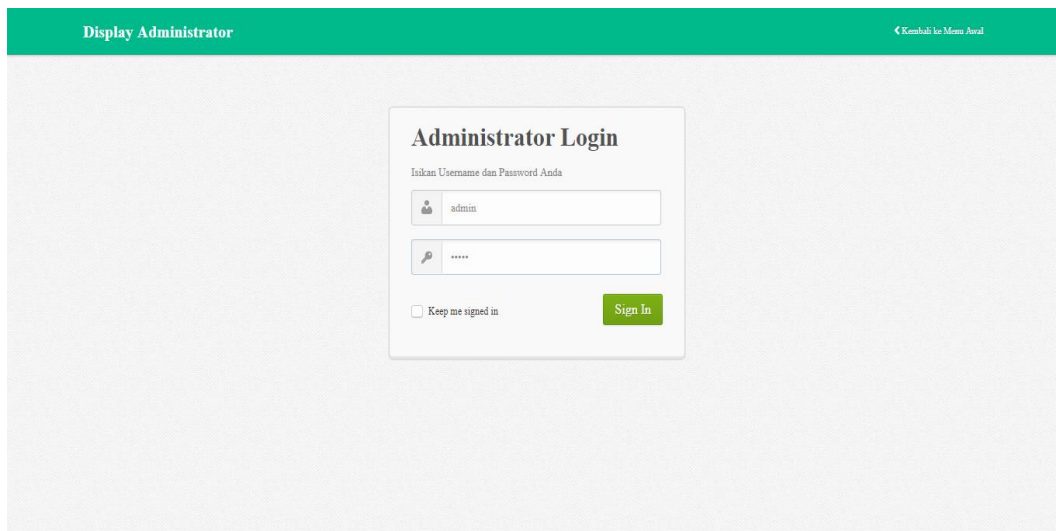 Display Administrator
Kembali ke Menu Awal
Administrator Login
Isikan Username dan Password Anda
admin
•••••
Keep me signed in
Sign In